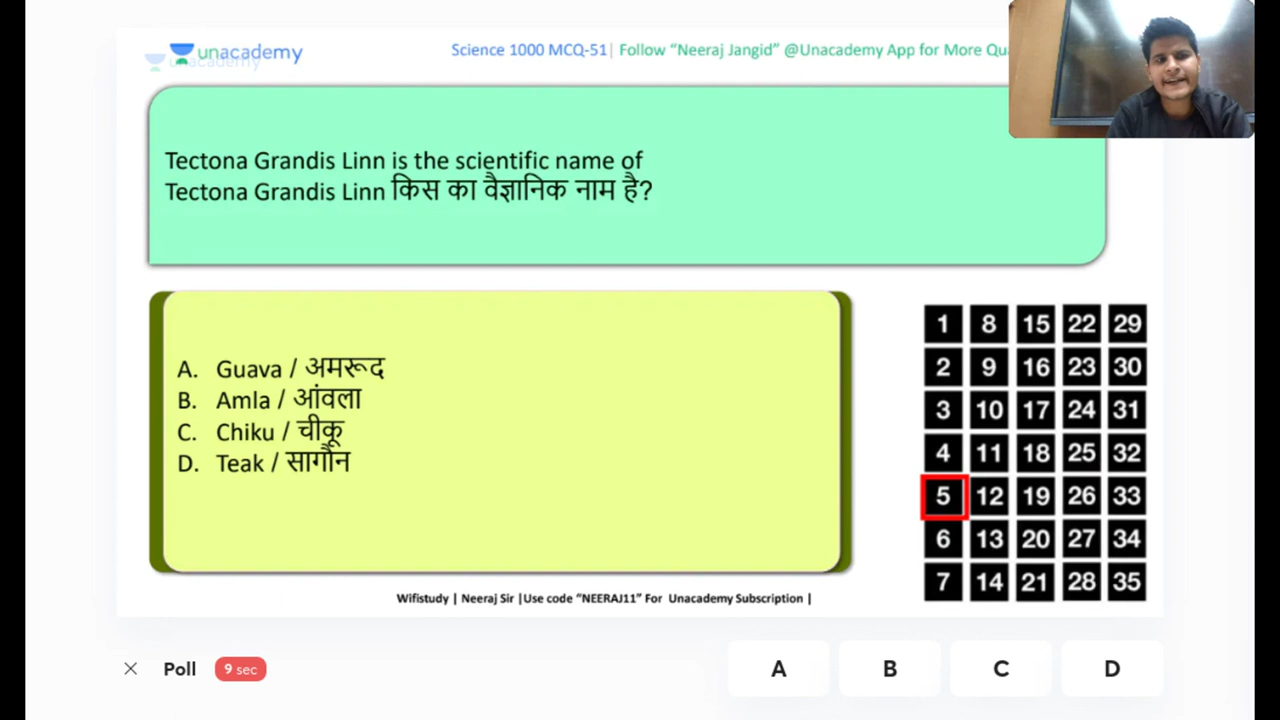 unacademy
unacademy
Science 1000 MCQ-51| Follow “Neeraj Jangid” @Unacademy App for More
Tectona Grandis Linn is the scientific name of
Tectona Grandis Linn किस का वैज्ञानिक नाम है?
A. Guava / अमरूद
B. Amla / आंवला
C. Chiku / चीकू
D. Teak / सागौन
1 8 15 22 29
2 9 16 23 30
3 10 17 24 31
4 11 18 25 32
5 12 19 26 33
6 13 20 27 34
7 14 21 28 35
Wifistudy | Neeraj Sir |Use code “NEERAJ11” For Unacademy Subscription |
Poll 9 sec A B C D